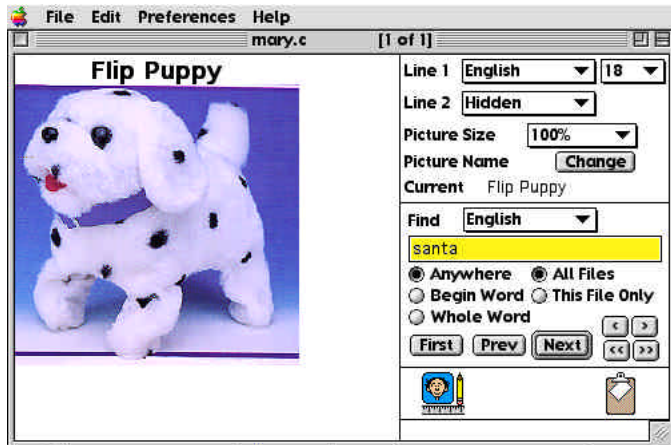 File Edit Preferences Help
mary.c [1 of 1]
Flip Puppy
Line 1 English 18
Line 2 Hidden
Picture Size 100%
Picture Name Change
Current Flip Puppy
Find English
santa
Anywhere All Files
Begin Word This File Only
Whole Word
< >
First Prev Next << >>